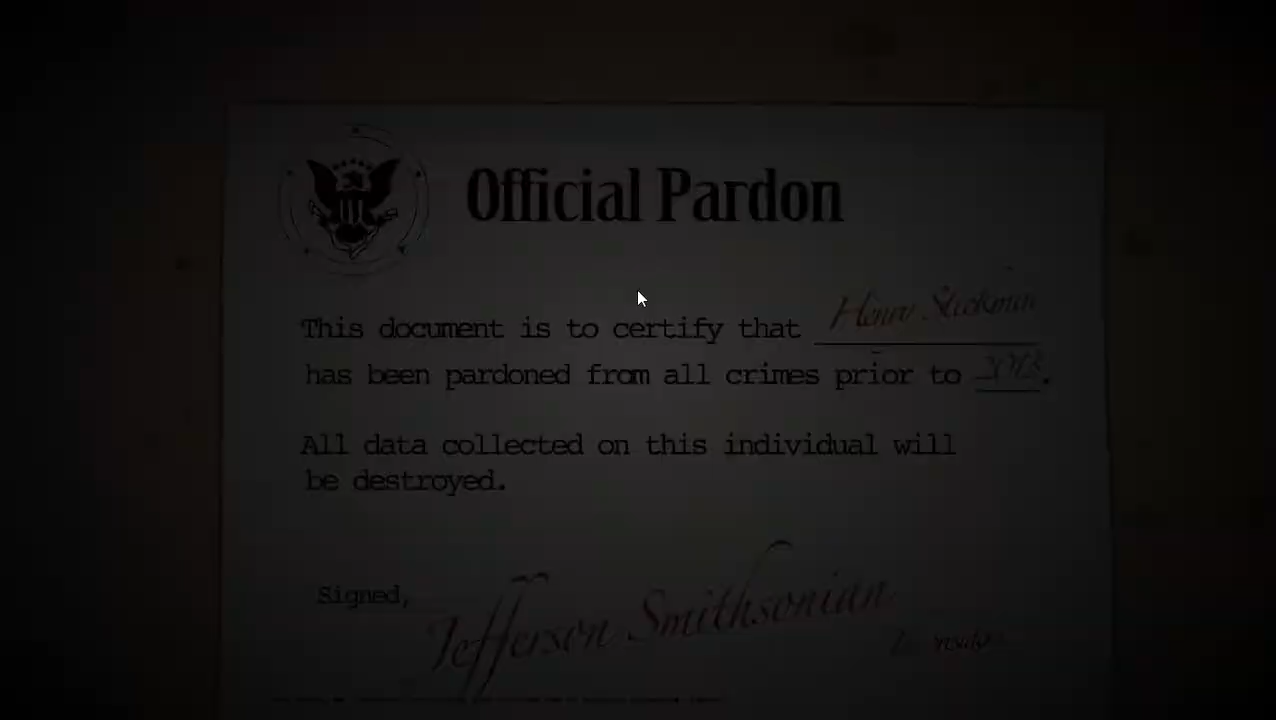 Official Pardon
This document is to certify that Henry Stickmin
has been pardoned from all crimes prior to 2013.
All data collected on this individual will
be destroyed.
Signed,
Jefferson Smithsonian